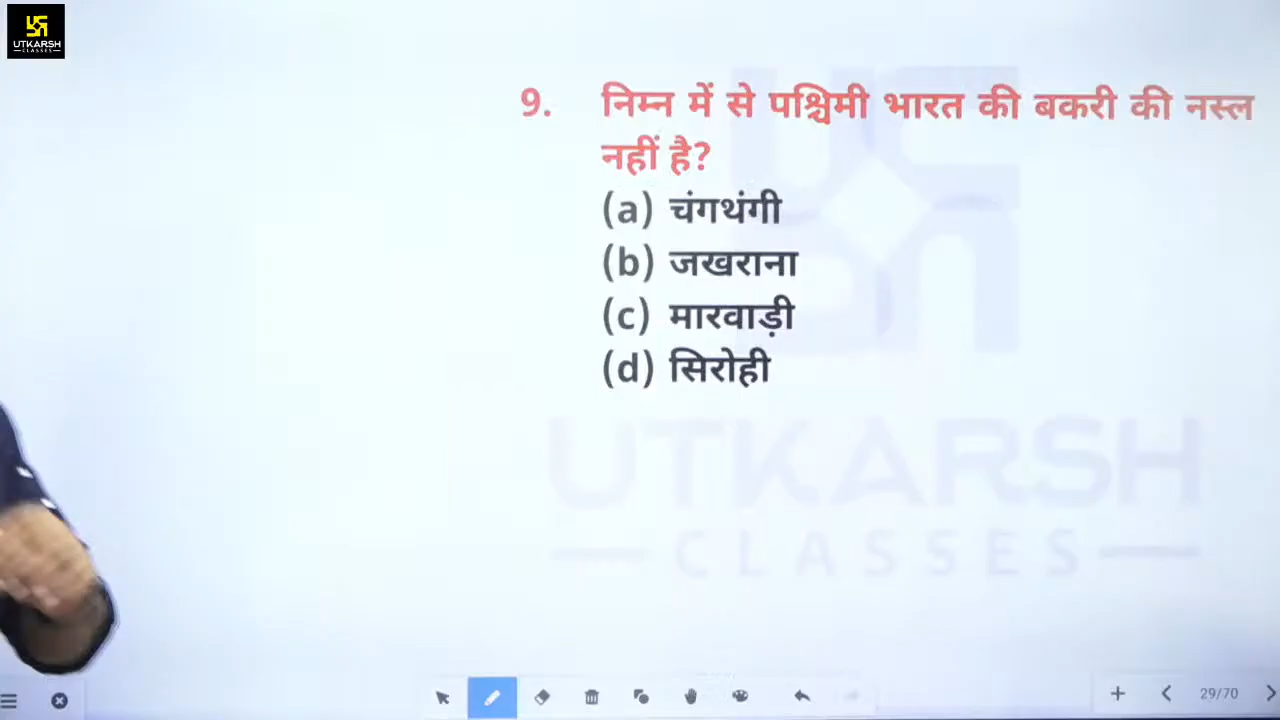 UTKARSH
CLASSES
9. निम्न में से पश्चिमी भारत की बकरी की नस्ल
नहीं है?
(a) चंगथंगी
(b) जखराना
(c) मारवाड़ी
(d) सिरोही
UTKARSH
CLASSES
29/70